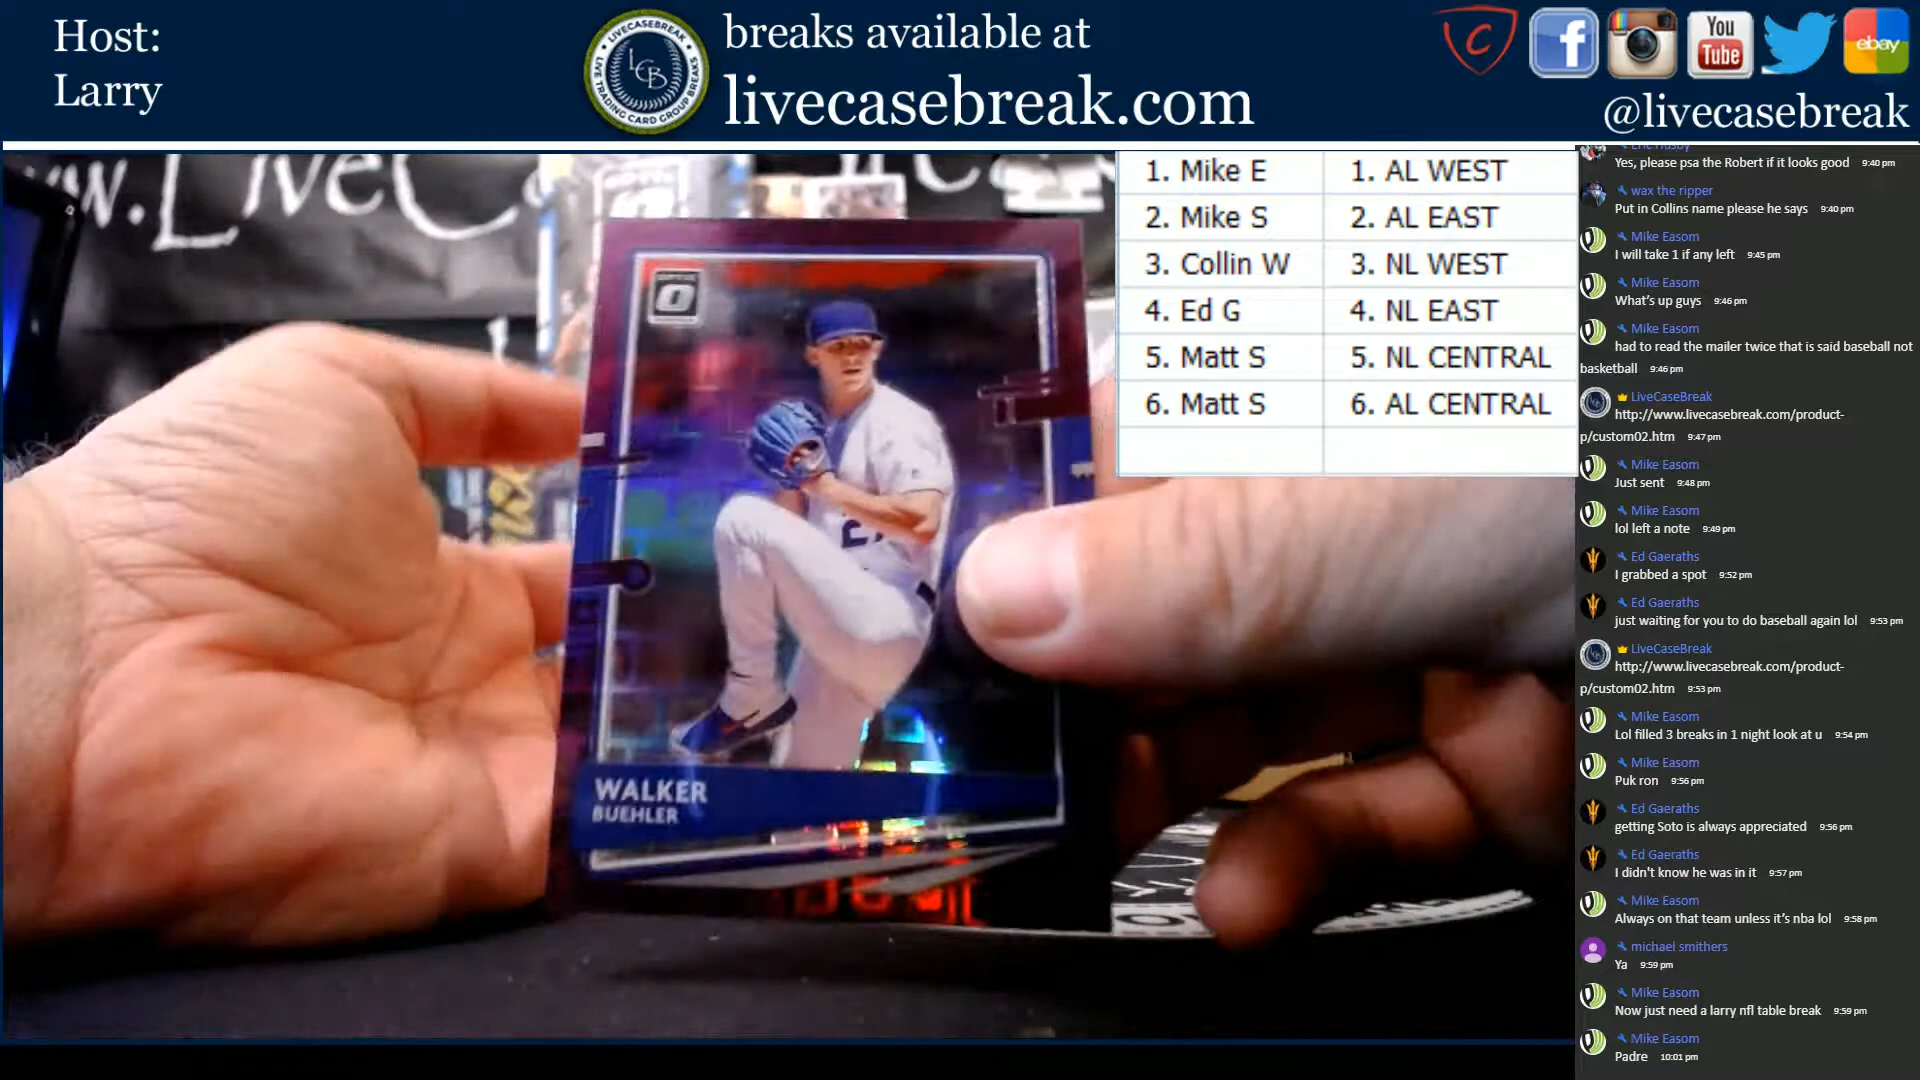 Host:
Larry
LIVECASEBREAK
LCB
LIVE TRADING CARD GROUP BREAKS
breaks available at
livecasebreak.com
C
f
You
Tube
ebay
@livecasebreak
1. Mike E 1. AL WEST
2. Mike S 2. AL EAST
3. Collin W 3. NL WEST
4. Ed G 4. NL EAST
5. Matt S 5. NL CENTRAL
6. Matt S 6. AL CENTRAL
WALKER
BUEHLER
Yes, please psa the Robert if it looks good 9:40 pm
wax the ripper
Put in Collins name please he says 9:40 pm
Mike Easom
I will take 1 if any left 9:45 pm
Mike Easom
What's up guys 9:46 pm
Mike Easom
had to read the mailer twice that is said baseball not
basketball 9:46 pm
LiveCaseBreak
http://www.livecasebreak.com/product-
p/custom02.htm 9:47 pm
Mike Easom
Just sent 9:48 pm
Mike Easom
lol left a note 9:49 pm
Ed Gaeraths
I grabbed a spot 9:52 pm
Ed Gaeraths
just waiting for you to do baseball again lol 9:53 pm
LiveCaseBreak
http://www.livecasebreak.com/product-
p/custom02.htm 9:53 pm
Mike Easom
Lol filled 3 breaks in 1 night look at u 9:54 pm
Mike Easom
Puk ron 9:56 pm
Ed Gaeraths
getting Soto is always appreciated 9:56 pm
Ed Gaeraths
I didn't know he was in it 9:57 pm
Mike Easom
Always on that team unless it's nba lol 9:58 pm
michael smithers
Ya 9:59 pm
Mike Easom
Now just need a larry nfl table break 9:59 pm
Mike Easom
Padre 10:01 pm